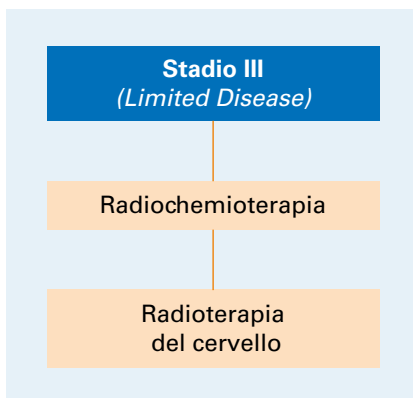 Stadio III
(Limited Disease)
Radiochemioterapia
Radioterapia
del cervello